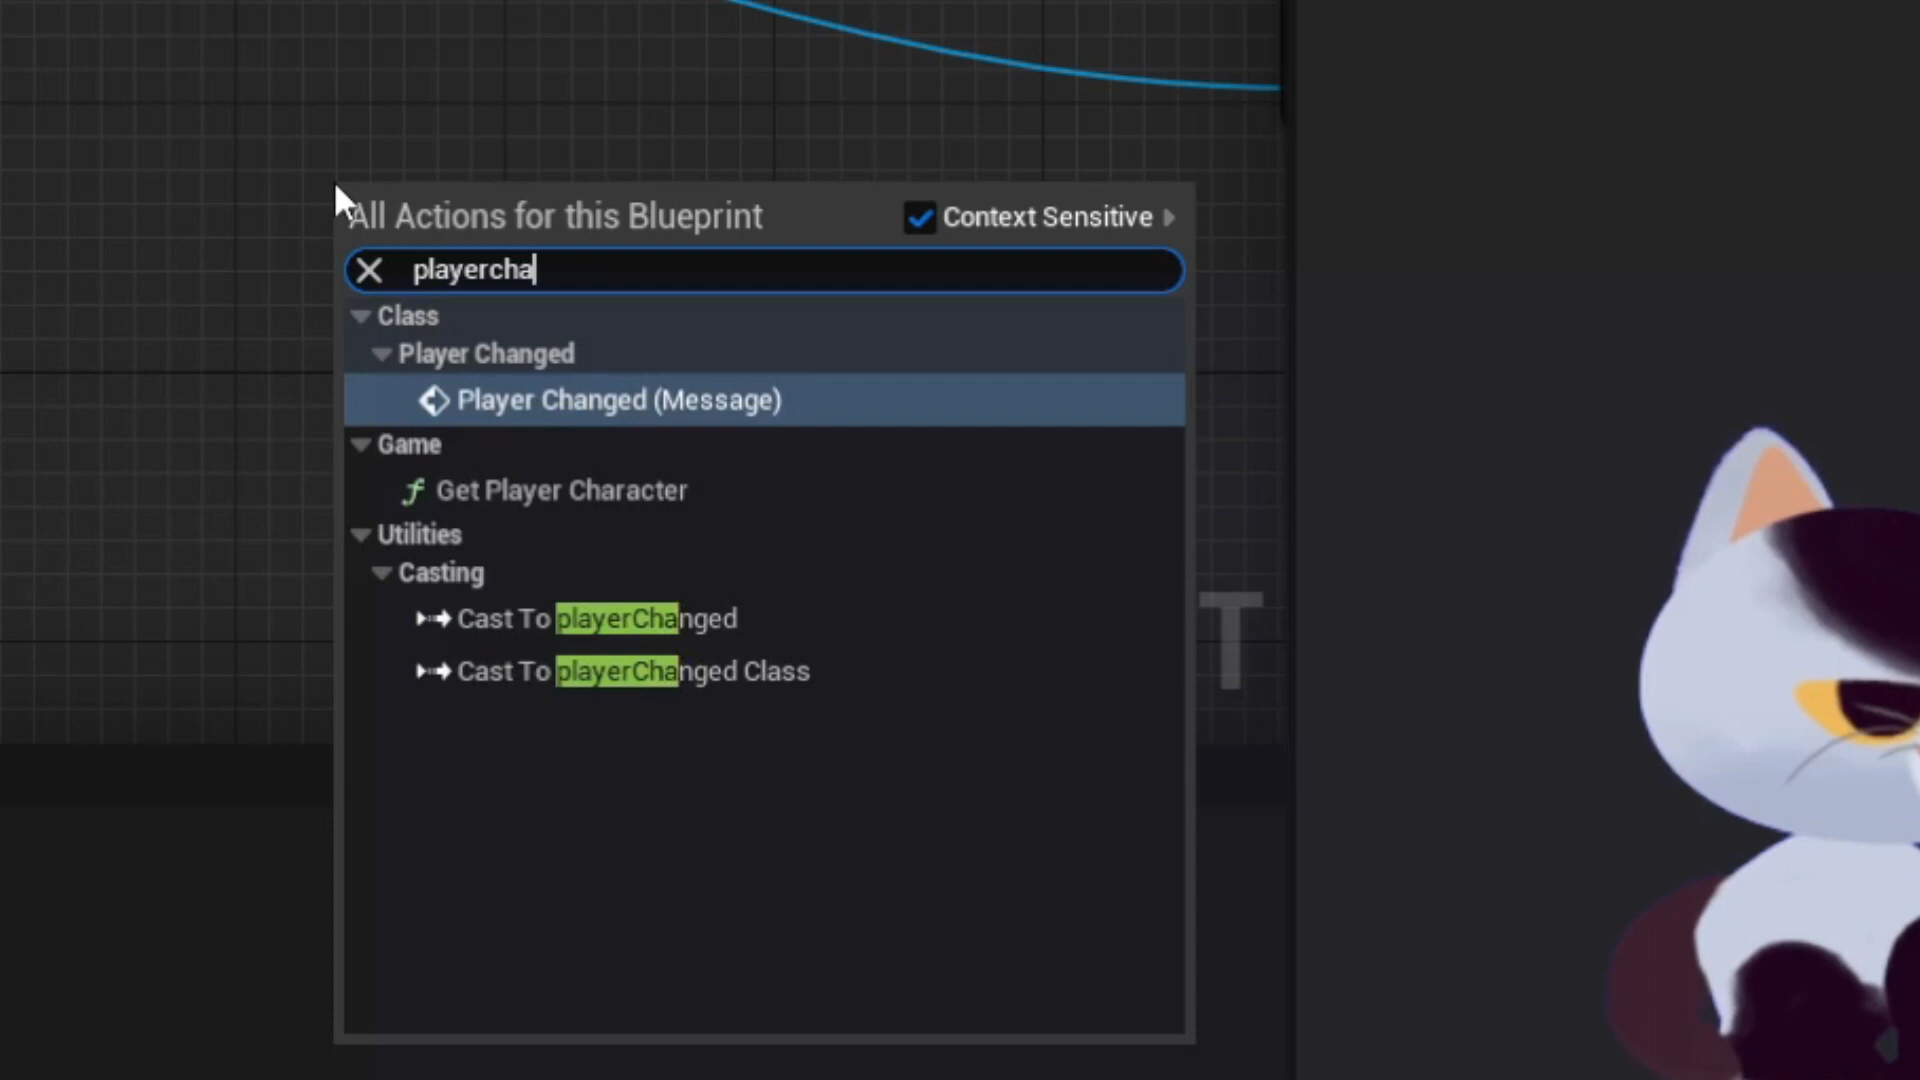 All Actions for this Blueprint
Context Sensitive
playercha
Class
Player Changed
Player Changed (Message)
Game
Get Player Character
Utilities
Casting
Cast To playerChanged
Cast To playerChanged Class
T